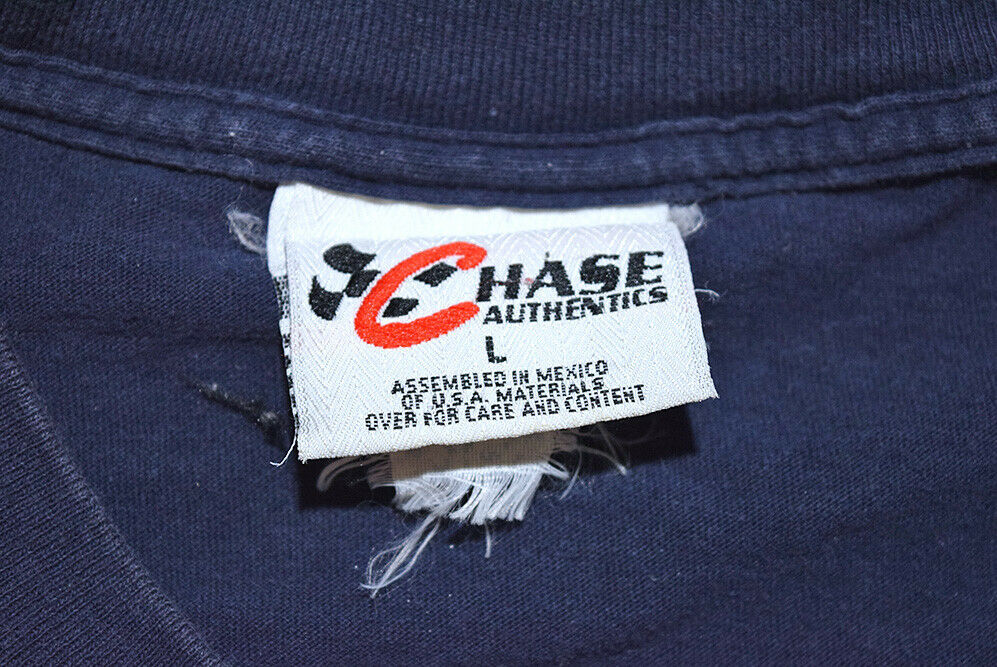 CHASE
AUTHENTICS
L
ASSEMBLED IN MEXICO
OF U.S.A. MATERIALS
OVER FOR CARE AND CONTENT